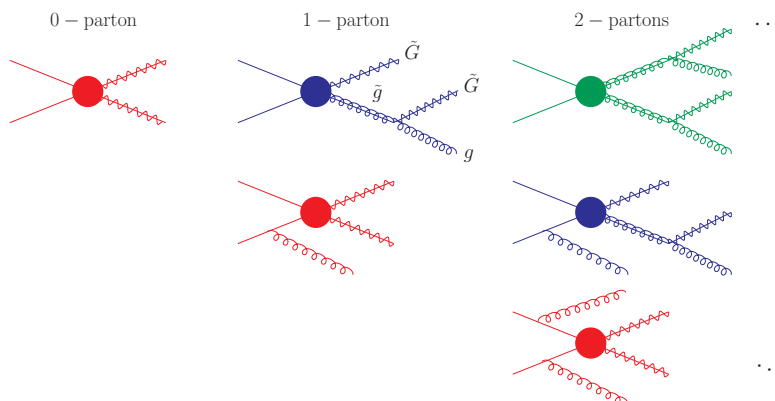 0 − parton 1 − parton 2 − partons ..
G̃
g̃ G̃
g
..